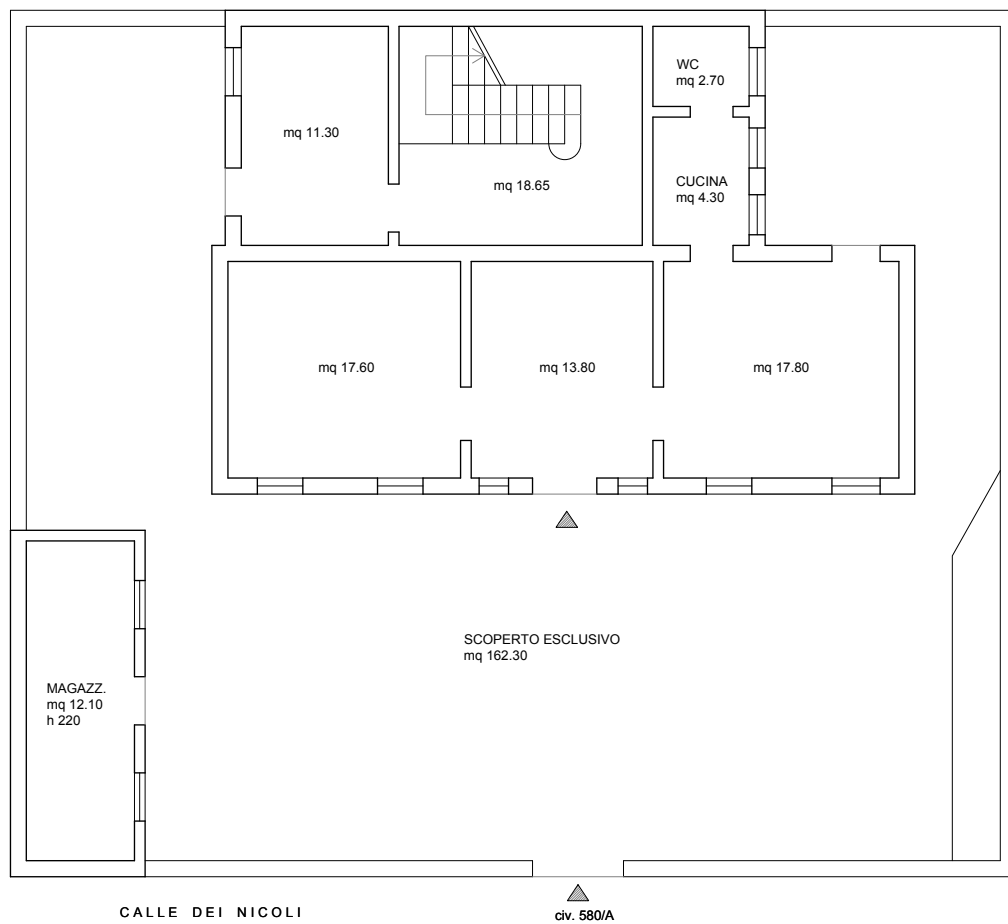 WC
mq 2.70
mq 11.30
mq 18.65
CUCINA
mq 4.30
mq 17.60
mq 13.80
mq 17.80
SCOPERTO ESCLUSIVO
mq 162.30
MAGAZZ.
mq 12.10
h 220
CALLE DEI NICOLI
civ. 580/A